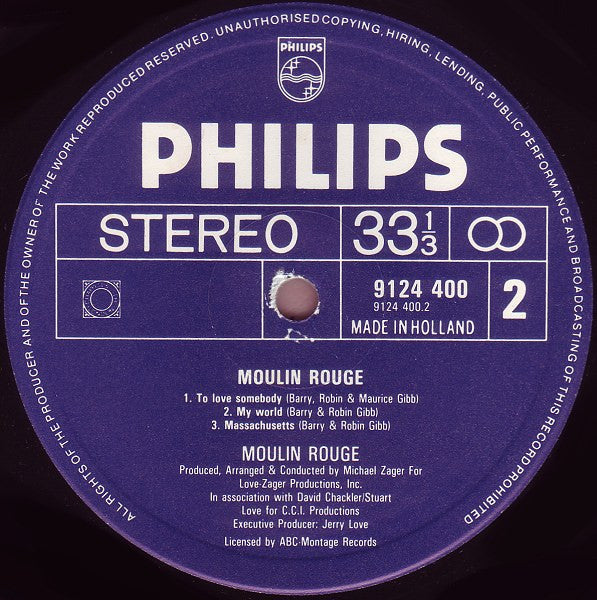 ALL RIGHTS OF THE PRODUCER AND OF THE OWNER OF THE WORK REPRODUCED RESERVED. UNAUTHORISED COPYING, HIRING, LENDING, PUBLIC PERFORMANCE AND BROADCASTING OF THIS RECORD PROHIBITED
PHILIPS
PHILIPS
STEREO 33 1/3
9124 400 2
9124 400.2
MADE IN HOLLAND
MOULIN ROUGE
1. To love somebody (Barry, Robin & Maurice Gibb)
2. My world (Barry & Robin Gibb)
3. Massachusetts (Barry & Robin Gibb)
MOULIN ROUGE
Produced, Arranged & Conducted by Michael Zager For
Love-Zager Productions, Inc.
In association with David Chackler/Stuart
Love for C.C.I. Productions
Executive Producer: Jerry Love
Licensed by ABC-Montage Records